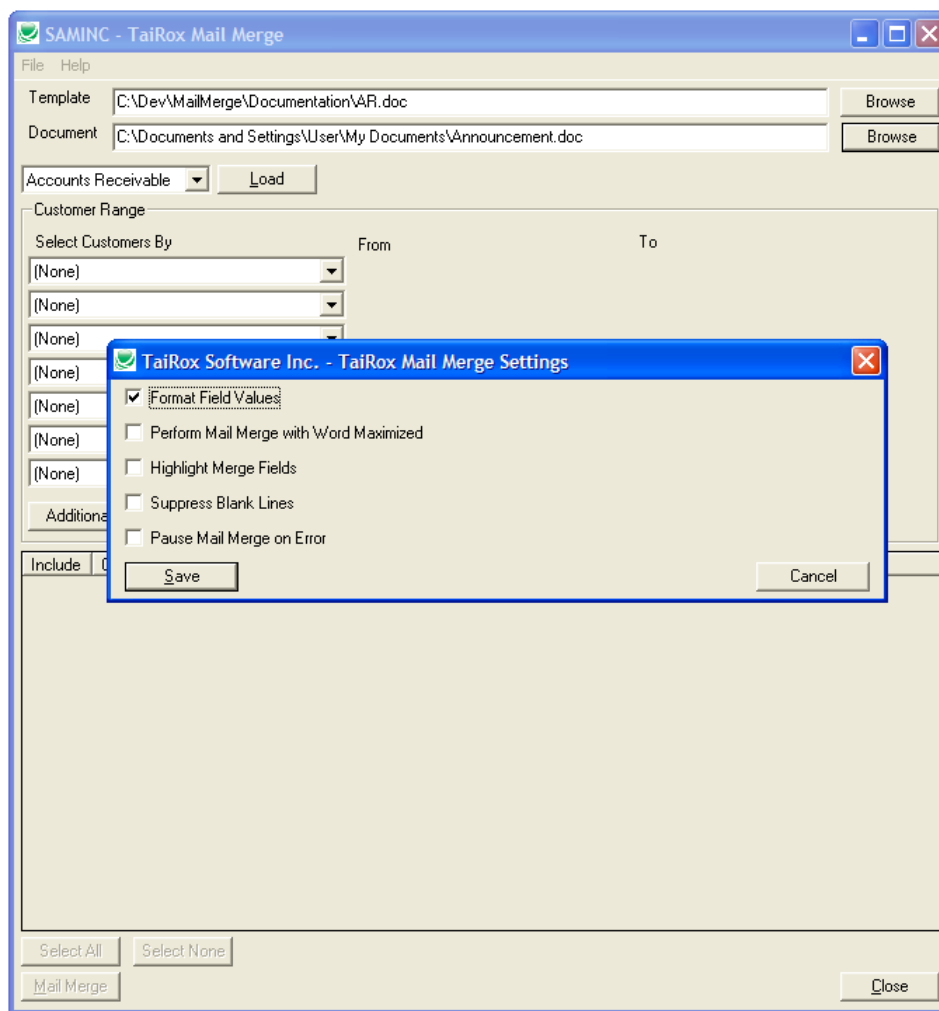 SAMINC - TaiRox Mail Merge
File Help
Template C:\Dev\MailMerge\Documentation\AR.doc Browse
Document C:\Documents and Settings\User\My Documents\Announcement.doc Browse
Accounts Receivable Load
Customer Range
Select Customers By From To
(None)
(None)
(None)
TaiRox Software Inc. - TaiRox Mail Merge Settings
(None)
Format Field Values
(None)
Perform Mail Merge with Word Maximized
(None)
Highlight Merge Fields
(None)
Suppress Blank Lines
Additiona
Pause Mail Merge on Error
Include
Save Cancel
Select All Select None
Mail Merge Close